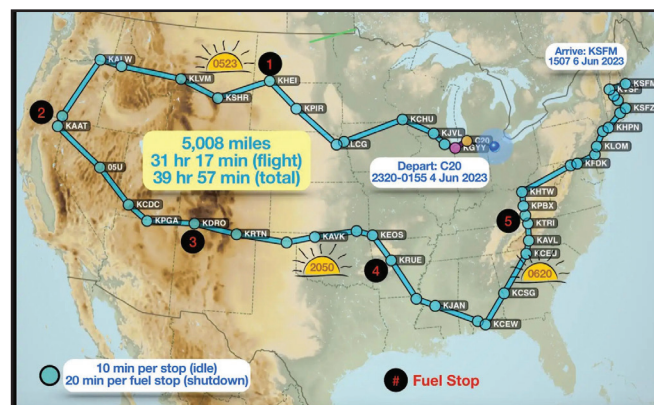 Arrive: KSFM
1507 6 Jun 2023
KALW
KLVM
0523
KSHR
1
KHEI
KSFM
KVSF
KSFZ
KPIR
KCHU
KHPN
2
KAAT
KJVL
C20
KGYY
KLOM
LCG
5,008 miles
31 hr 17 min (flight)
39 hr 57 min (total)
Depart: C20
2320-0155 4 Jun 2023
KFDK
05U
KHTW
KCDC
KPBX
5
KPGA
KDRO
KTRI
KRTN
KAVK
KEOS
KAVL
3
KCEU
4
KRUE
2050
0620
KCSG
KJAN
KCEW
10 min per stop (idle)
20 min per fuel stop (shutdown)
# Fuel Stop